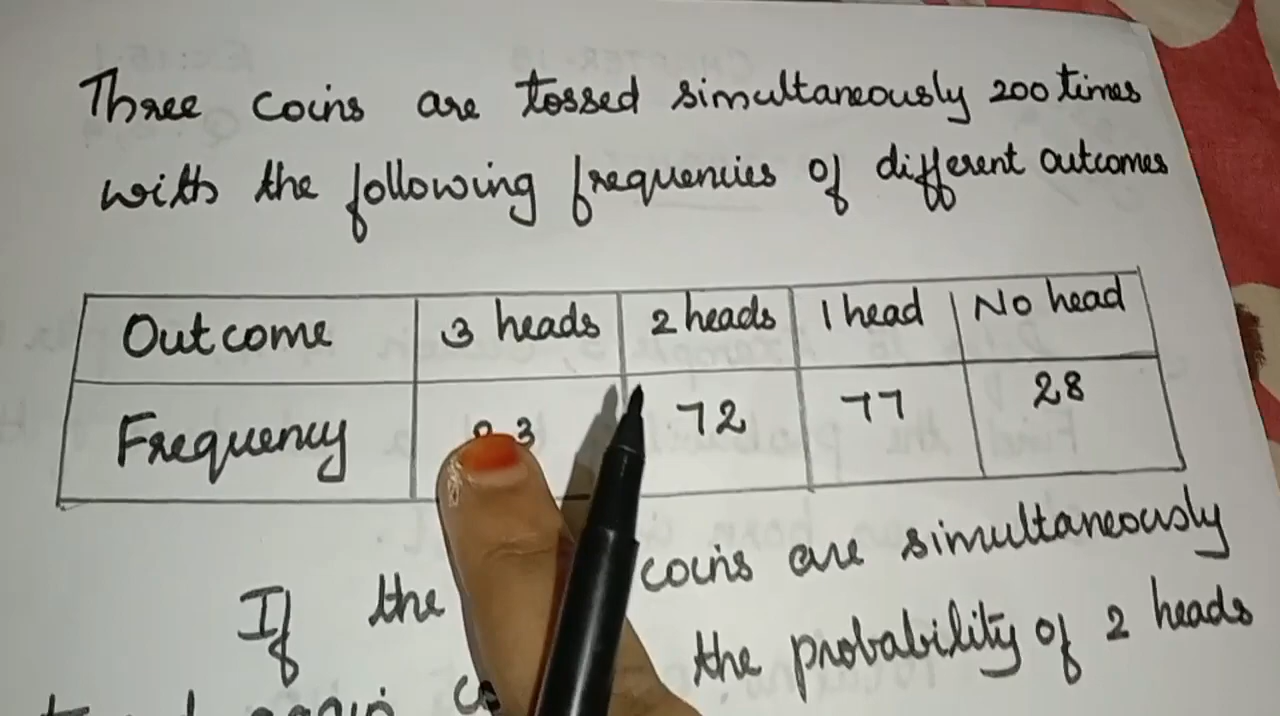 Three coins are tossed simultaneously 200 times
with the following frequencies of different outcomes
Outcome 3 heads 2 heads 1 head No head
Frequency 72 77 28
If the coins are simultaneously
again the probability of 2 heads